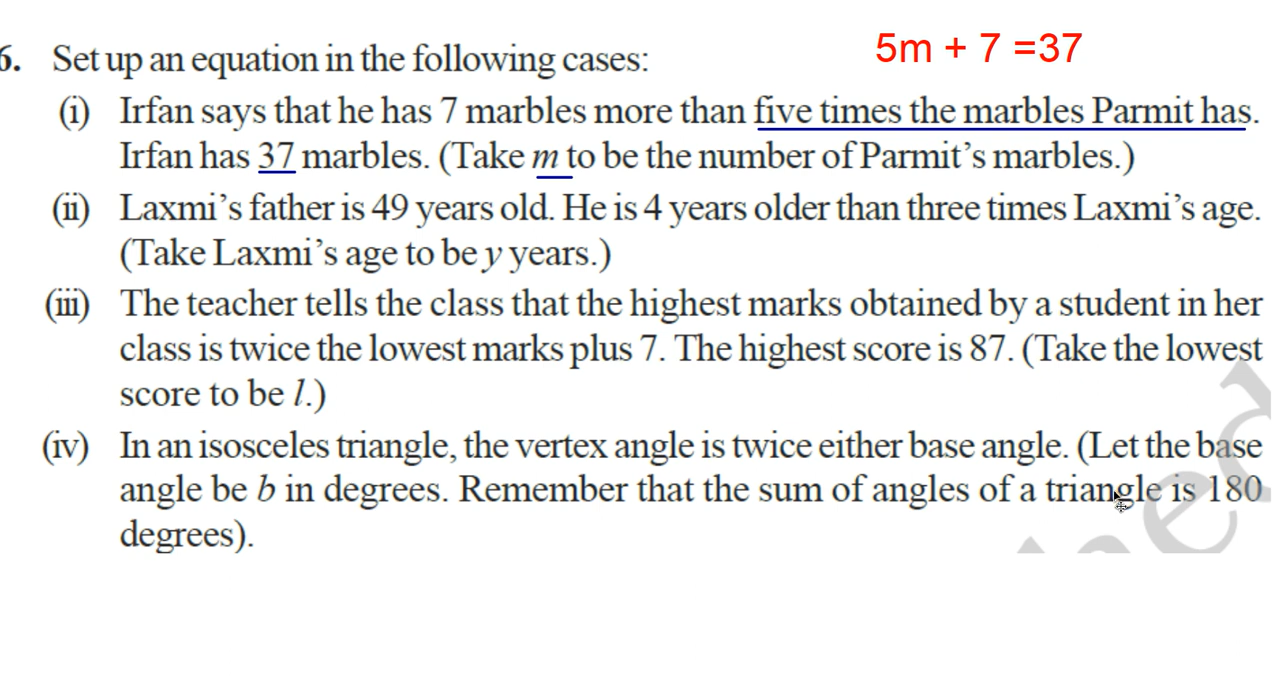 5m + 7 =37
6. Set up an equation in the following cases:
(i) Irfan says that he has 7 marbles more than five times the marbles Parmit has.
Irfan has 37 marbles. (Take m to be the number of Parmit’s marbles.)
(ii) Laxmi’s father is 49 years old. He is 4 years older than three times Laxmi’s age.
(Take Laxmi’s age to be y years.)
(iii) The teacher tells the class that the highest marks obtained by a student in her
class is twice the lowest marks plus 7. The highest score is 87. (Take the lowest
score to be l.)
(iv) In an isosceles triangle, the vertex angle is twice either base angle. (Let the base
angle be b in degrees. Remember that the sum of angles of a triangle is 180
degrees).